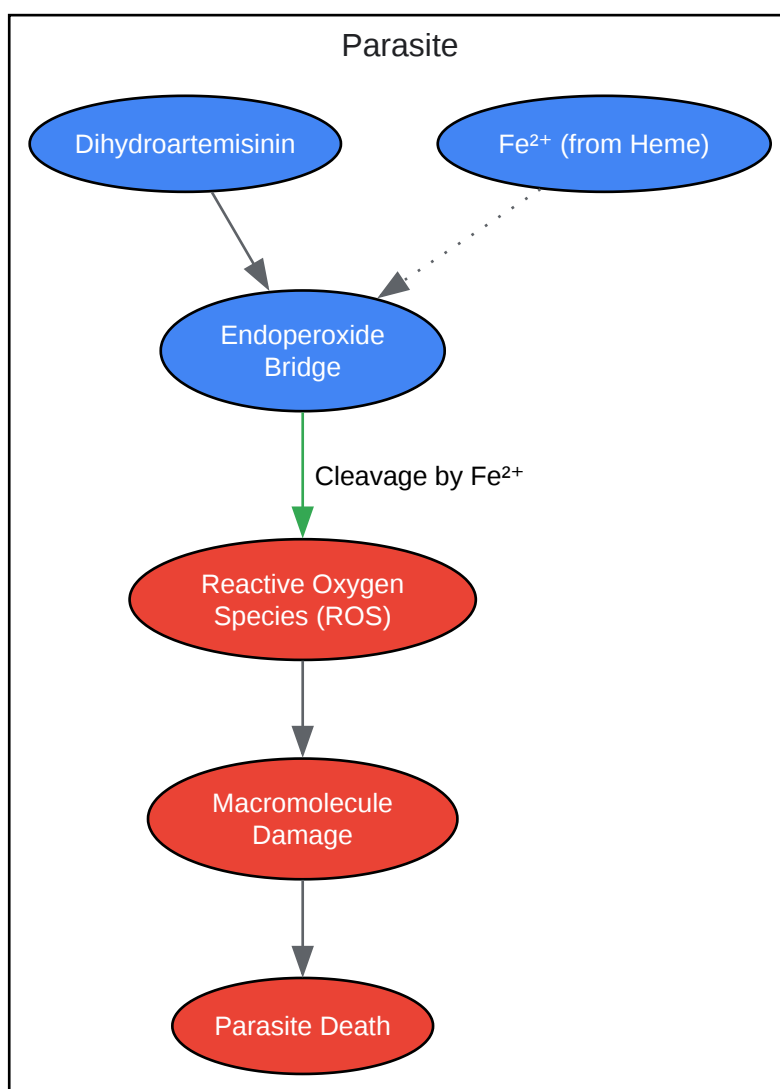 Parasite
Dihydroartemisinin
Fe²⁺ (from Heme)
Endoperoxide
Bridge
Cleavage by Fe²⁺
Reactive Oxygen
Species (ROS)
Macromolecule
Damage
Parasite Death